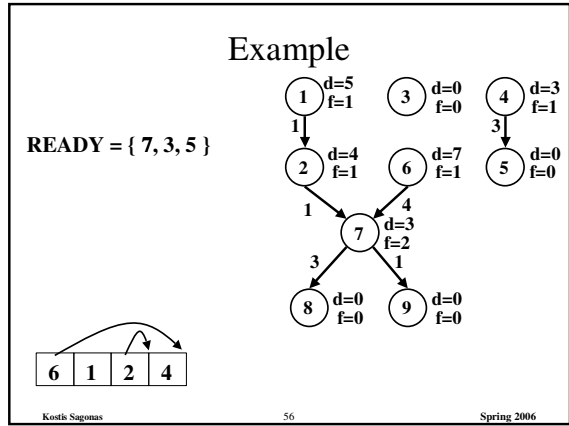 Example
1 d=5 f=1 3 d=0 f=0 4 d=3 f=1
1 3
READY = { 7, 3, 5 }
2 d=4 f=1 6 d=7 f=1 5 d=0 f=0
1 4
7 d=3 f=2
3 1
8 d=0 f=0 9 d=0 f=0
6 1 2 4
Kostis Sagonas 56 Spring 2006